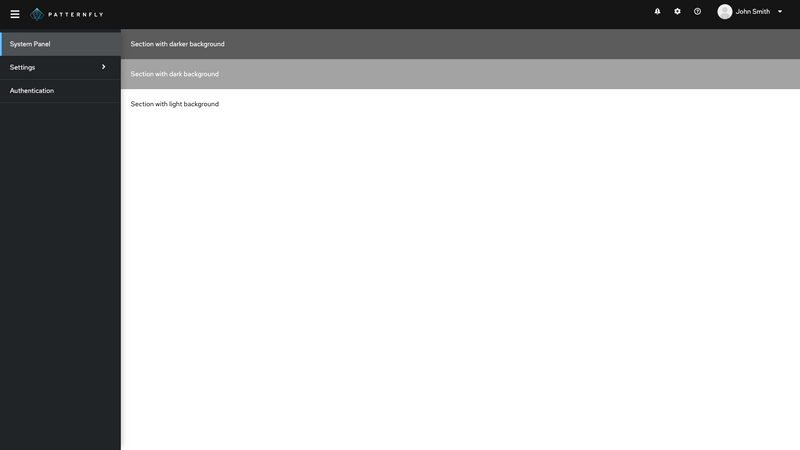 PATTERNFLY
John Smith
System Panel
Settings
Authentication
Section with darker background
Section with dark background
Section with light background